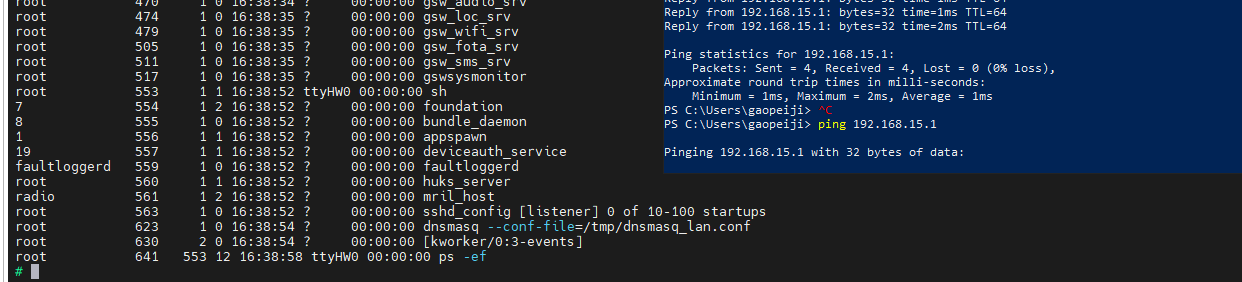 root 470 1 0 16:38:34 ? 00:00:00 gsw_audio_srv
root 474 1 0 16:38:35 ? 00:00:00 gsw_loc_srv
root 479 1 0 16:38:35 ? 00:00:00 gsw_wifi_srv
root 505 1 0 16:38:35 ? 00:00:00 gsw_fota_srv
root 511 1 0 16:38:35 ? 00:00:00 gsw_sms_srv
root 517 1 0 16:38:35 ? 00:00:00 gswsysmonitor
root 553 1 1 16:38:52 ttyHW0 00:00:00 sh
7 554 1 2 16:38:52 ? 00:00:00 foundation
8 555 1 0 16:38:52 ? 00:00:00 bundle_daemon
1 556 1 1 16:38:52 ? 00:00:00 appspawn
19 557 1 1 16:38:52 ? 00:00:00 deviceauth_service
faultloggerd 559 1 0 16:38:52 ? 00:00:00 faultloggerd
root 560 1 1 16:38:52 ? 00:00:00 huks_server
radio 561 1 2 16:38:52 ? 00:00:00 mril_host
root 563 1 0 16:38:52 ? 00:00:00 sshd_config [listener] 0 of 10-100 startups
root 623 1 0 16:38:54 ? 00:00:00 dnsmasq --conf-file=/tmp/dnsmasq_lan.conf
root 630 2 0 16:38:54 ? 00:00:00 [kworker/0:3-events]
root 641 553 12 16:38:58 ttyHW0 00:00:00 ps -ef
#
Reply from 192.168.15.1: bytes=32 time=1ms TTL=64
Reply from 192.168.15.1: bytes=32 time=1ms TTL=64
Reply from 192.168.15.1: bytes=32 time=2ms TTL=64
Ping statistics for 192.168.15.1:
Packets: Sent = 4, Received = 4, Lost = 0 (0% loss),
Approximate round trip times in milli-seconds:
Minimum = 1ms, Maximum = 2ms, Average = 1ms
PS C:\Users\gaopeiji> ^C
PS C:\Users\gaopeiji> ping 192.168.15.1
Pinging 192.168.15.1 with 32 bytes of data: